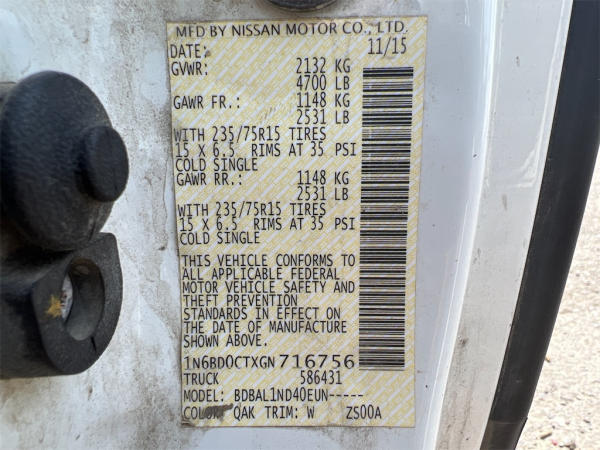 MFD BY NISSAN MOTOR CO., LTD.
DATE: 11/15
GVWR: 2132 KG
4700 LB
GAWR FR.: 1148 KG
2531 LB
WITH 235/75R15 TIRES
15 X 6.5 RIMS AT 35 PSI
COLD SINGLE
GAWR RR.: 1148 KG
2531 LB
WITH 235/75R15 TIRES
15 X 6.5 RIMS AT 35 PSI
COLD SINGLE
THIS VEHICLE CONFORMS TO
ALL APPLICABLE FEDERAL
MOTOR VEHICLE SAFETY AND
THEFT PREVENTION
STANDARDS IN EFFECT ON
THE DATE OF MANUFACTURE
SHOWN ABOVE.
1N6BD0CTXGN716756
TRUCK 586431
MODEL: BDBAL1ND40EUN-----
COLOR: QAK TRIM: W ZS00A